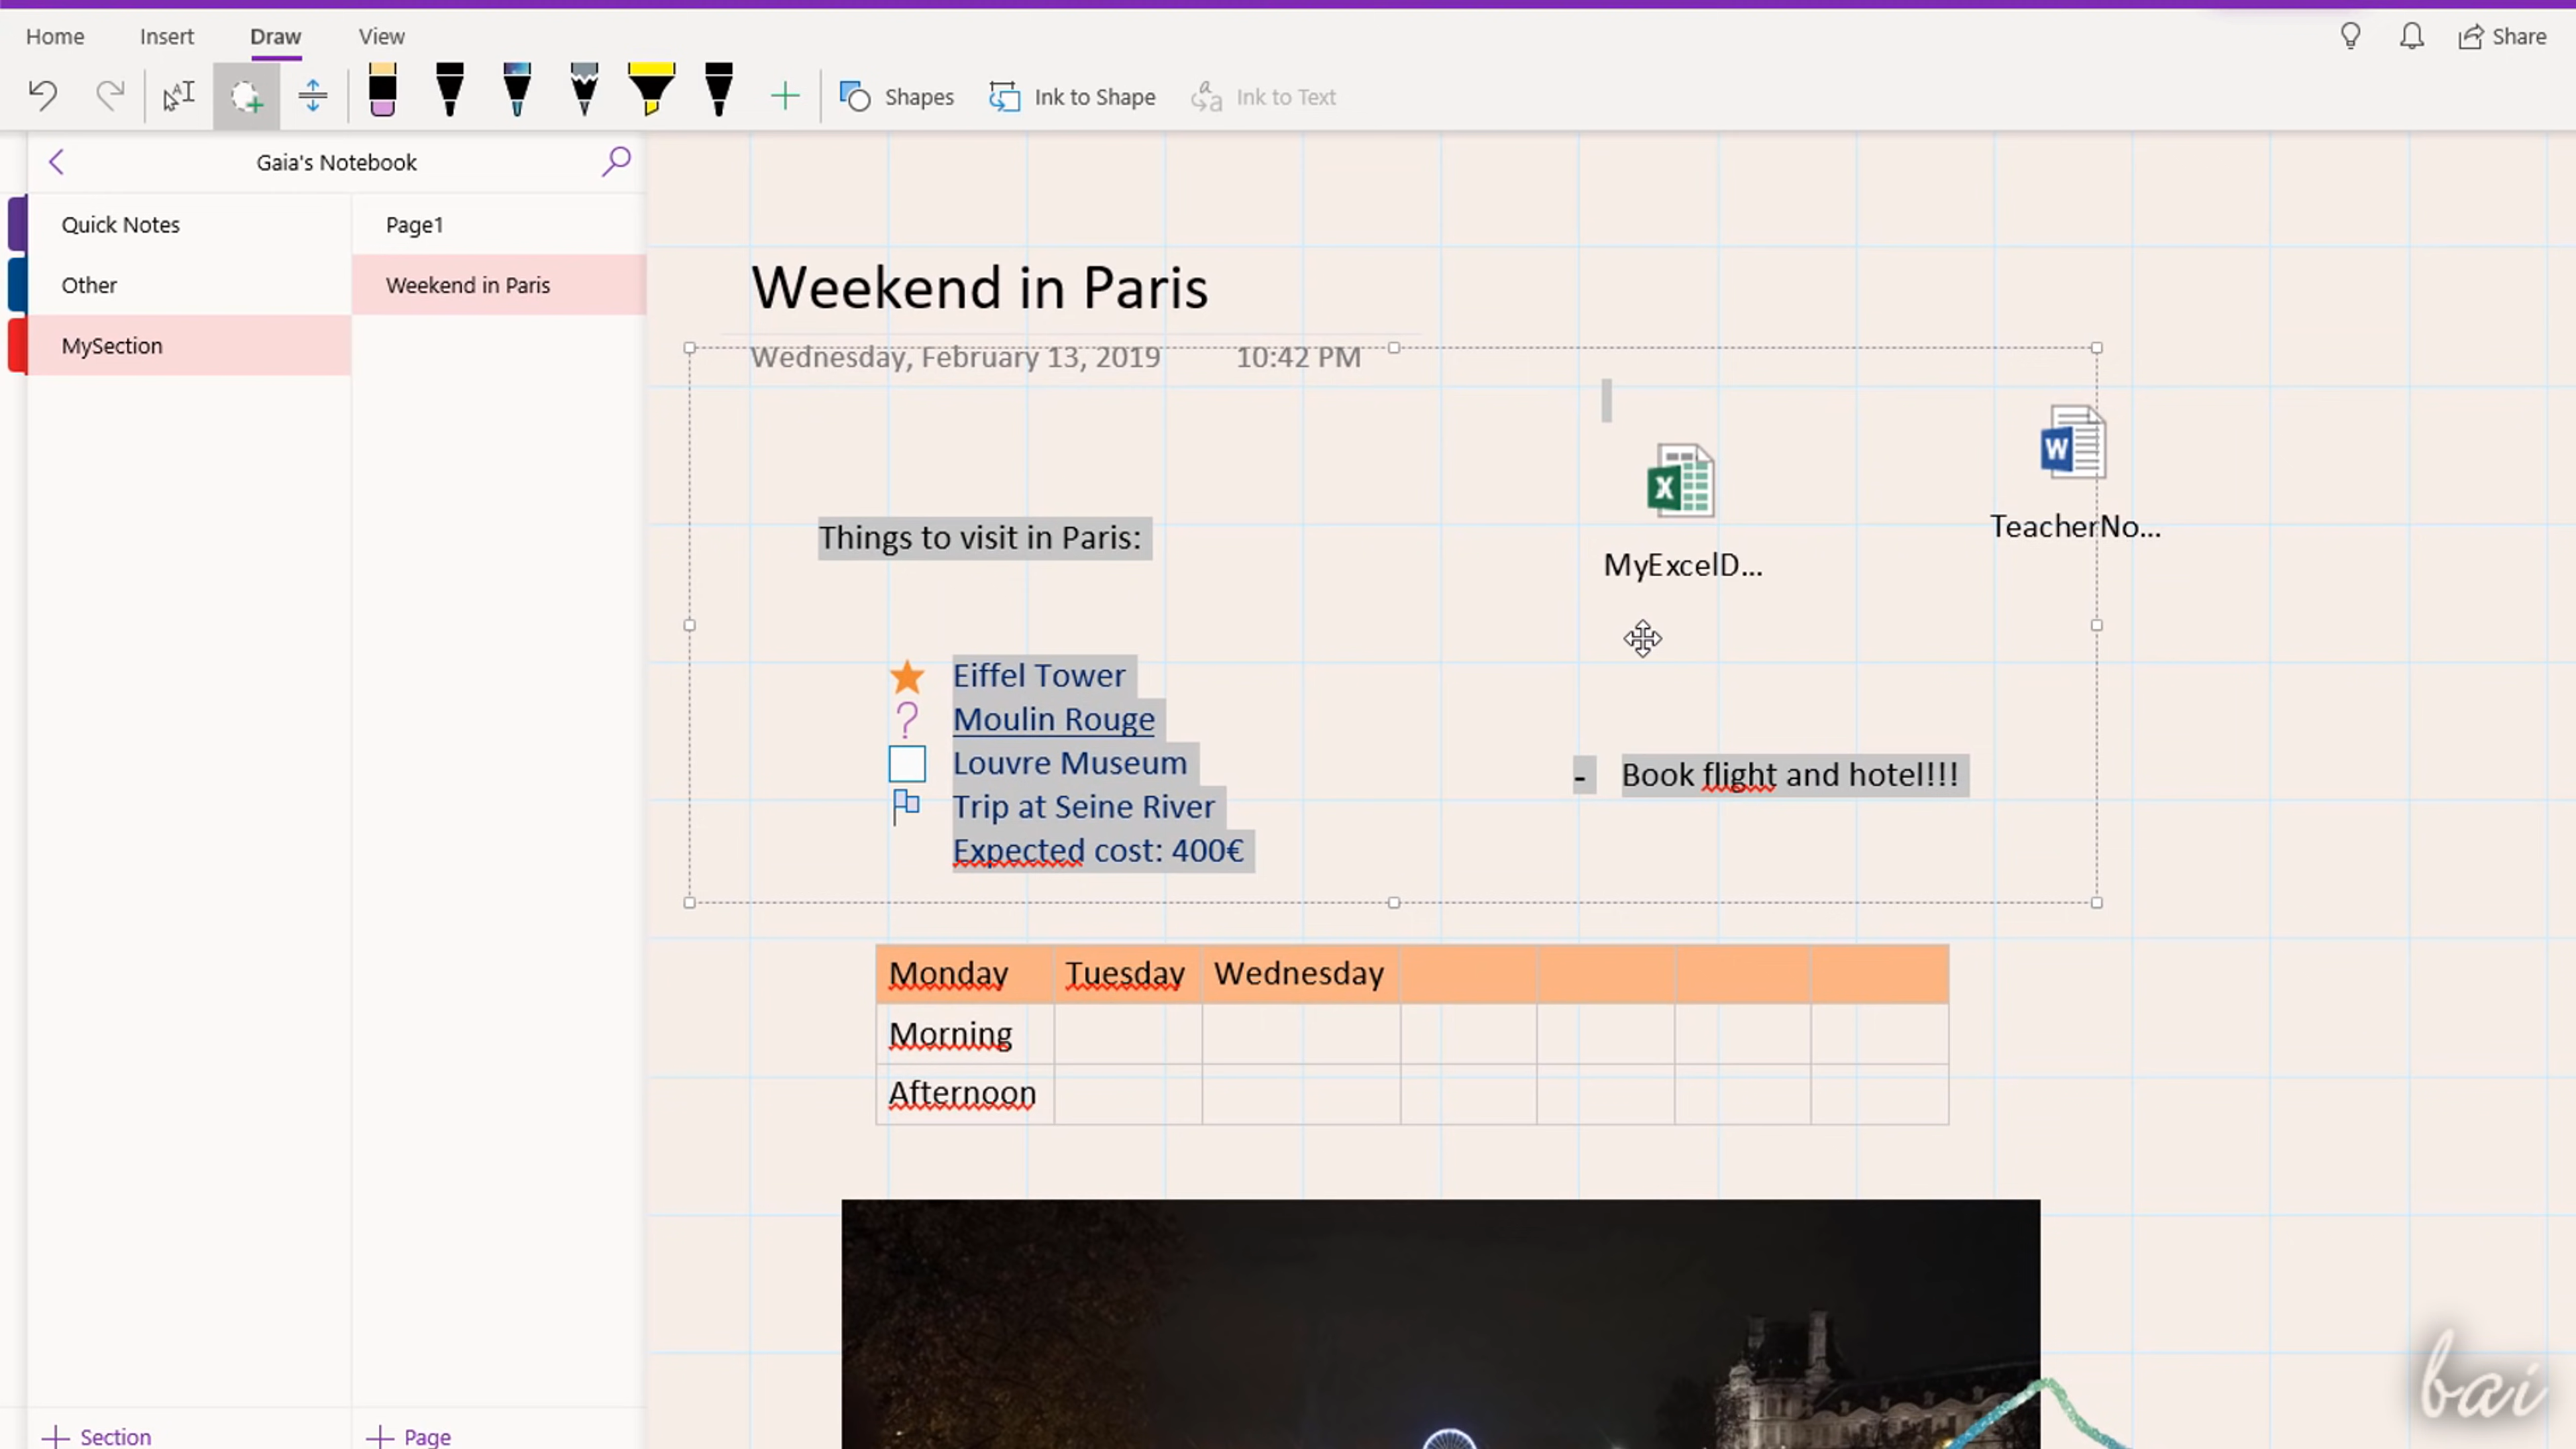 Home Insert Draw View Share
Shapes Ink to Shape Ink to Text
Gaia's Notebook
Quick Notes Page1
Other Weekend in Paris
MySection
Weekend in Paris
Wednesday, February 13, 2019 10:42 PM
TeacherNo...
Things to visit in Paris:
MyExcelD...
Eiffel Tower
Moulin Rouge
Louvre Museum
- Book flight and hotel!!!
Trip at Seine River
Expected cost: 400€
Monday Tuesday Wednesday
Morning
Afternoon
bai
+ Section + Page